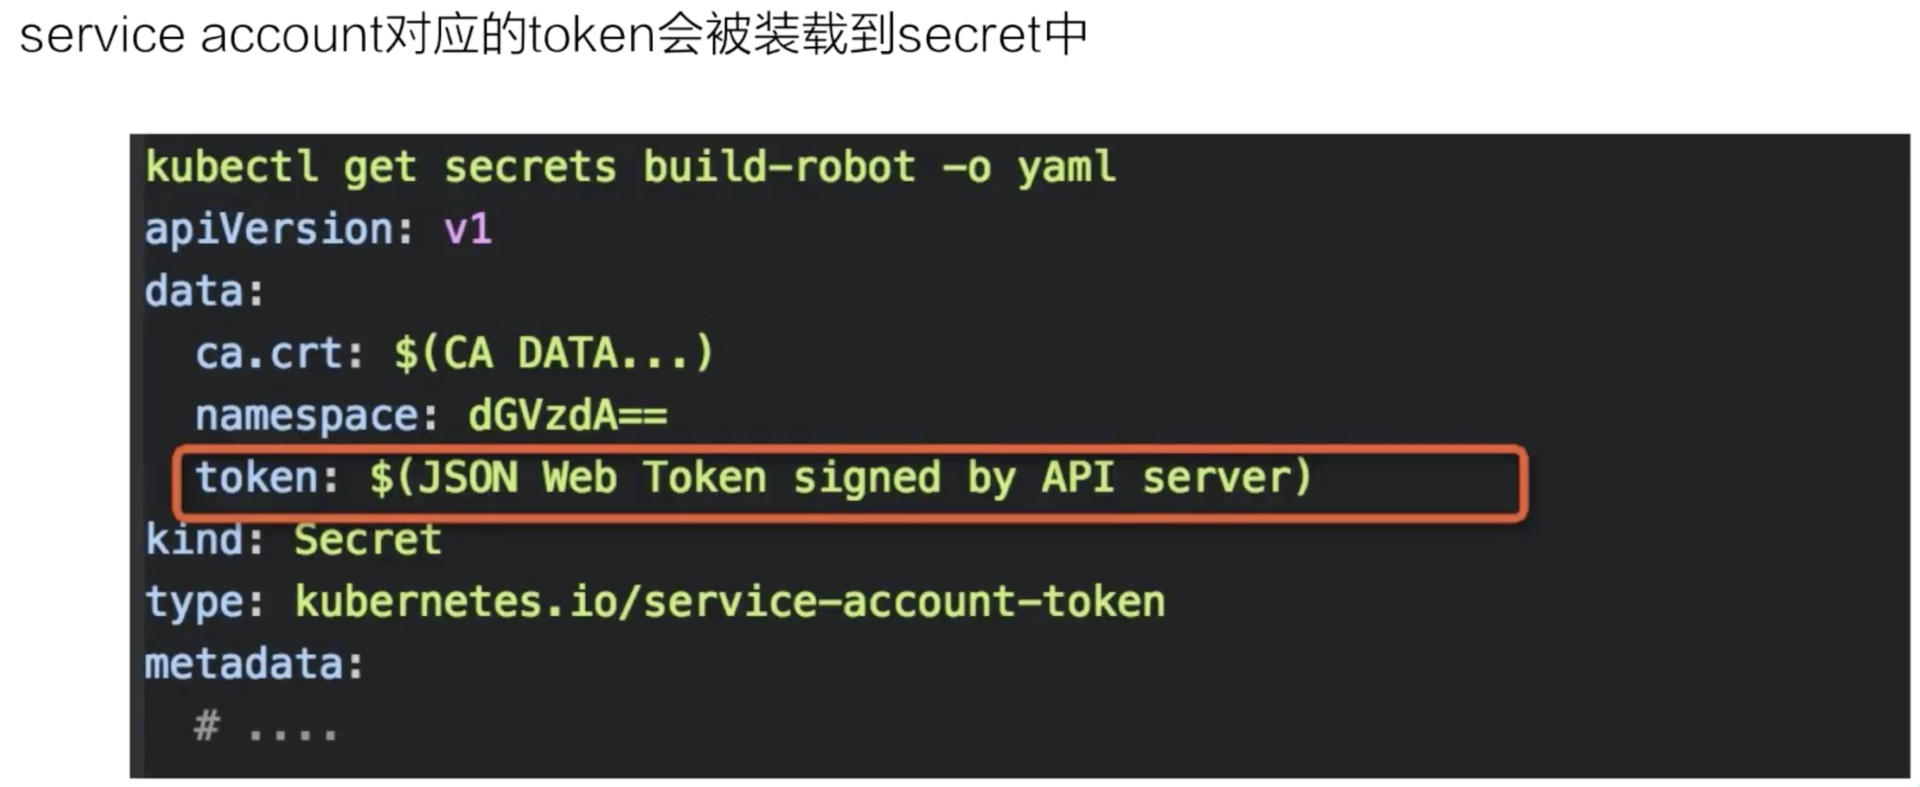 service account对应的token会被装载到secret中
kubectl get secrets build-robot -o yaml
apiVersion: v1
data:
  ca.crt: $(CA DATA...)
  namespace: dGVzdA==
  token: $(JSON Web Token signed by API server)
kind: Secret
type: kubernetes.io/service-account-token
metadata:
  # ....